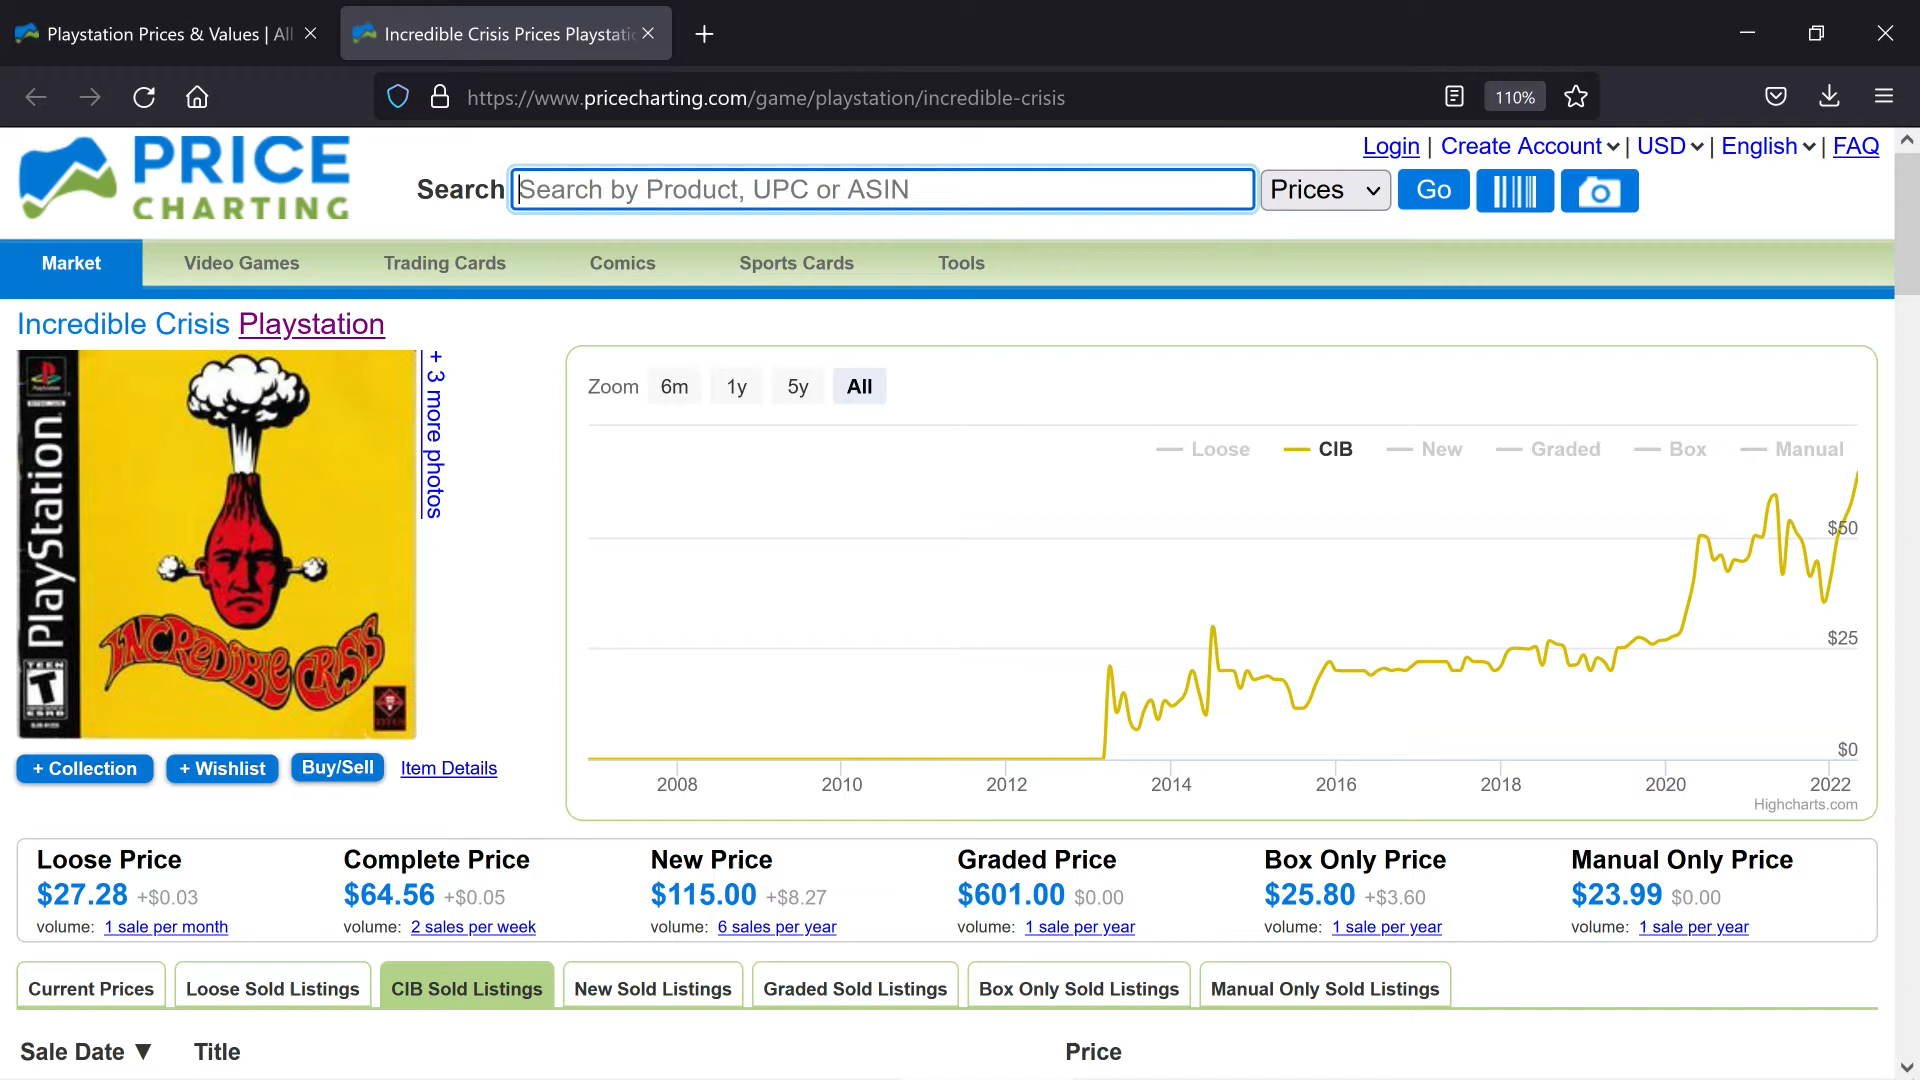 Playstation Prices & Values | All
Incredible Crisis Prices Playstatio
https://www.pricecharting.com/game/playstation/incredible-crisis
110%
Login | Create Account | USD | English | FAQ
PRICE
CHARTING
Search
Search by Product, UPC or ASIN
Prices
Go
Market
Video Games
Trading Cards
Comics
Sports Cards
Tools
Incredible Crisis Playstation
PlayStation
PlayStation
TEEN
T
ESRB
INCREDIBLE CRISIS
TITUS
+ 3 more photos
Zoom
6m
1y
5y
All
Loose
CIB
New
Graded
Box
Manual
$50
$25
$0
2008
2010
2012
2014
2016
2018
2020
2022
Highcharts.com
+ Collection
+ Wishlist
Buy/Sell
Item Details
Loose Price
$27.28 +$0.03
volume: 1 sale per month
Complete Price
$64.56 +$0.05
volume: 2 sales per week
New Price
$115.00 +$8.27
volume: 6 sales per year
Graded Price
$601.00 $0.00
volume: 1 sale per year
Box Only Price
$25.80 +$3.60
volume: 1 sale per year
Manual Only Price
$23.99 $0.00
volume: 1 sale per year
Current Prices
Loose Sold Listings
CIB Sold Listings
New Sold Listings
Graded Sold Listings
Box Only Sold Listings
Manual Only Sold Listings
Sale Date ▼
Title
Price